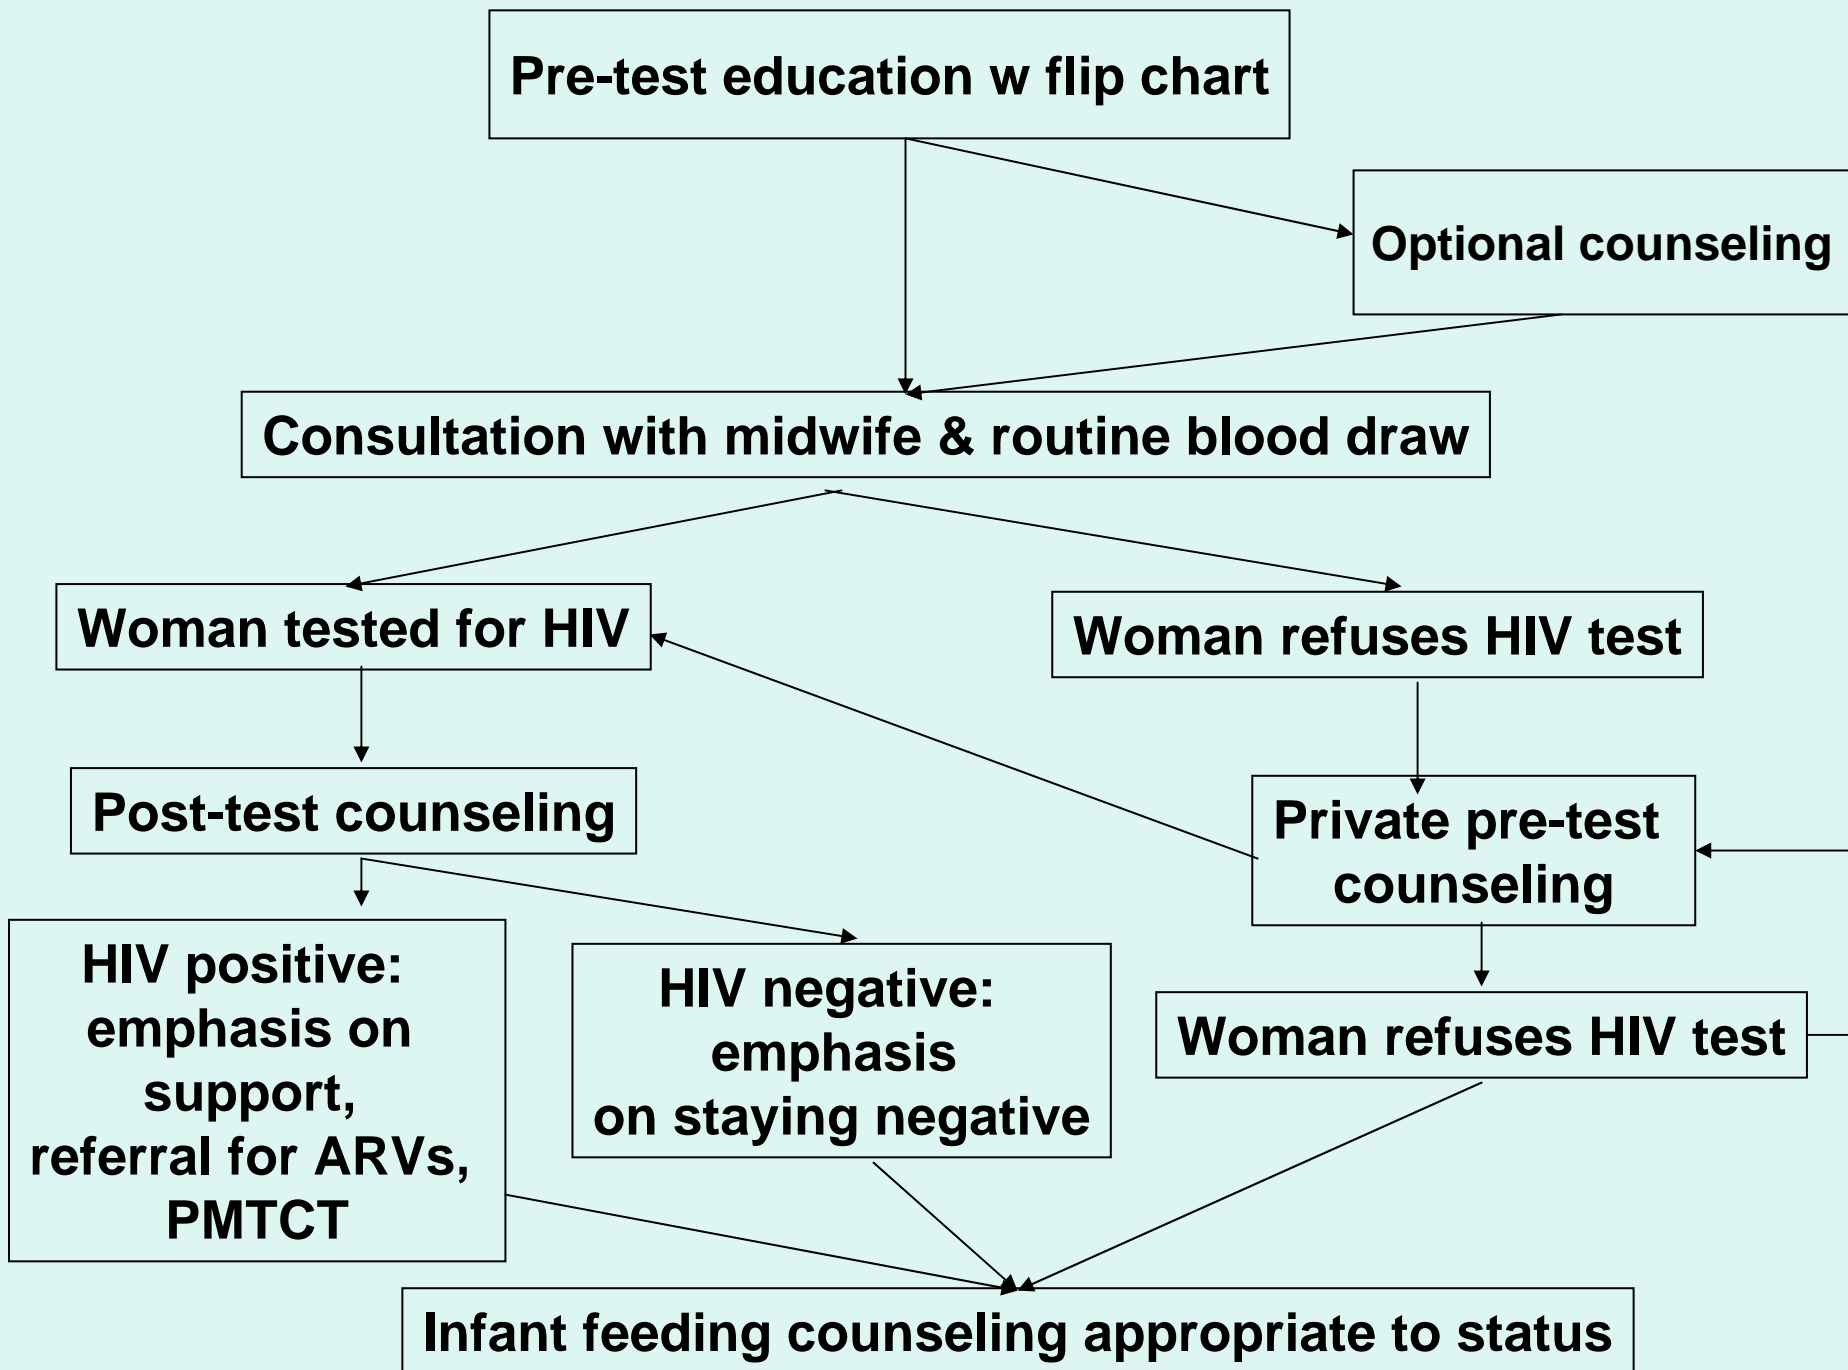 Pre-test education w flip chart
Optional counseling
Consultation with midwife & routine blood draw
Woman tested for HIV
Woman refuses HIV test
Post-test counseling
Private pre-test
counseling
HIV positive:
emphasis on
support,
referral for ARVs,
PMTCT
HIV negative:
emphasis
on staying negative
Woman refuses HIV test
Infant feeding counseling appropriate to status